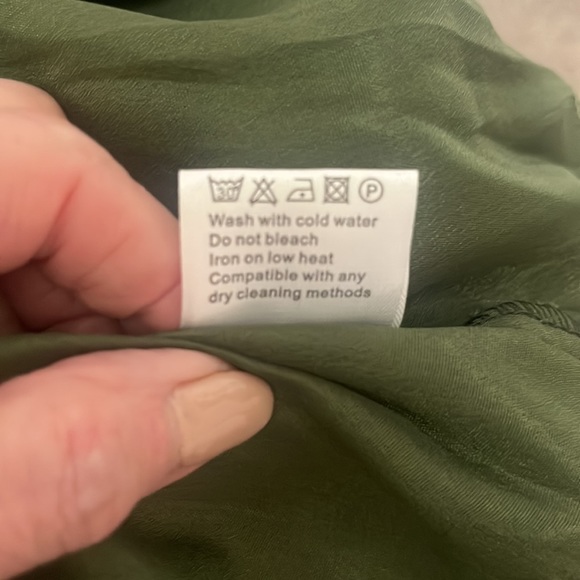 30 P
Wash with cold water
Do not bleach
Iron on low heat
Compatible with any
dry cleaning methods